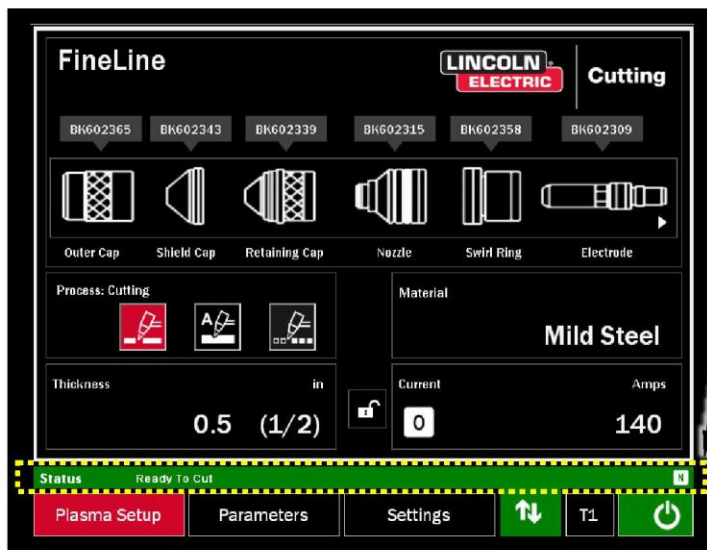 FineLine
LINCOLN ELECTRIC
Cutting
BK602365 BK602343 BK602339 BK602315 BK602358 BK602309
Outer Cap Shield Cap Retaining Cap Nozzle Swirl Ring Electrode
Process: Cutting
A
Material
Mild Steel
Thickness in
0.5 (1/2)
Current Amps
0 140
Status Ready To Cut N
Plasma Setup Parameters Settings T1